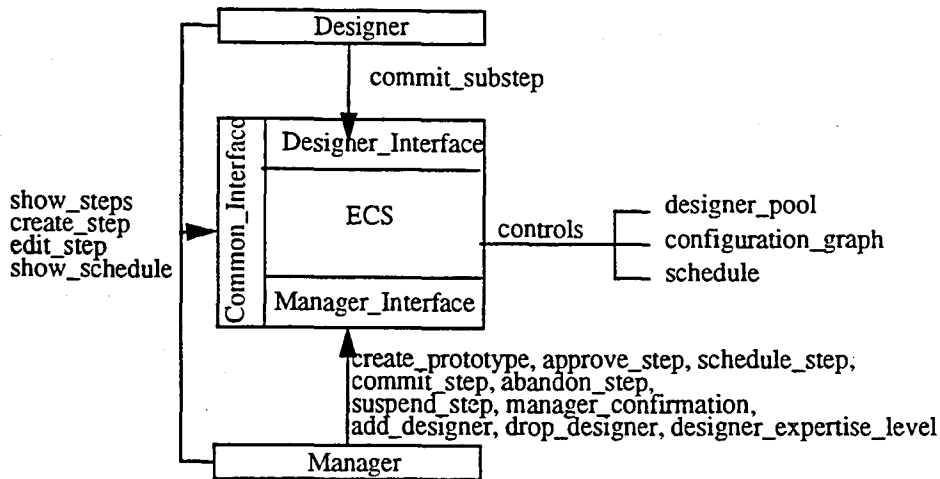 Designer
commit_substep
Common_Interface
Designer_Interface
ECS
Manager_Interface
show_steps
create_step
edit_step
show_schedule
controls
designer_pool
configuration_graph
schedule
create_prototype, approve_step, schedule_step,
commit_step, abandon_step,
suspend_step, manager_confirmation,
add_designer, drop_designer, designer_expertise_level
Manager